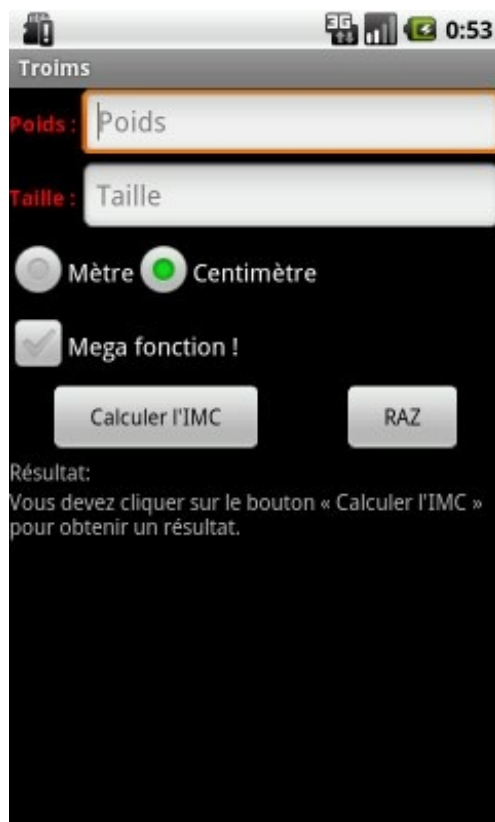 3G 0:53
Troims
Poids : Poids
Taille : Taille
Mètre Centimètre
Mega fonction !
Calculer l'IMC RAZ
Résultat:
Vous devez cliquer sur le bouton « Calculer l'IMC »
pour obtenir un résultat.